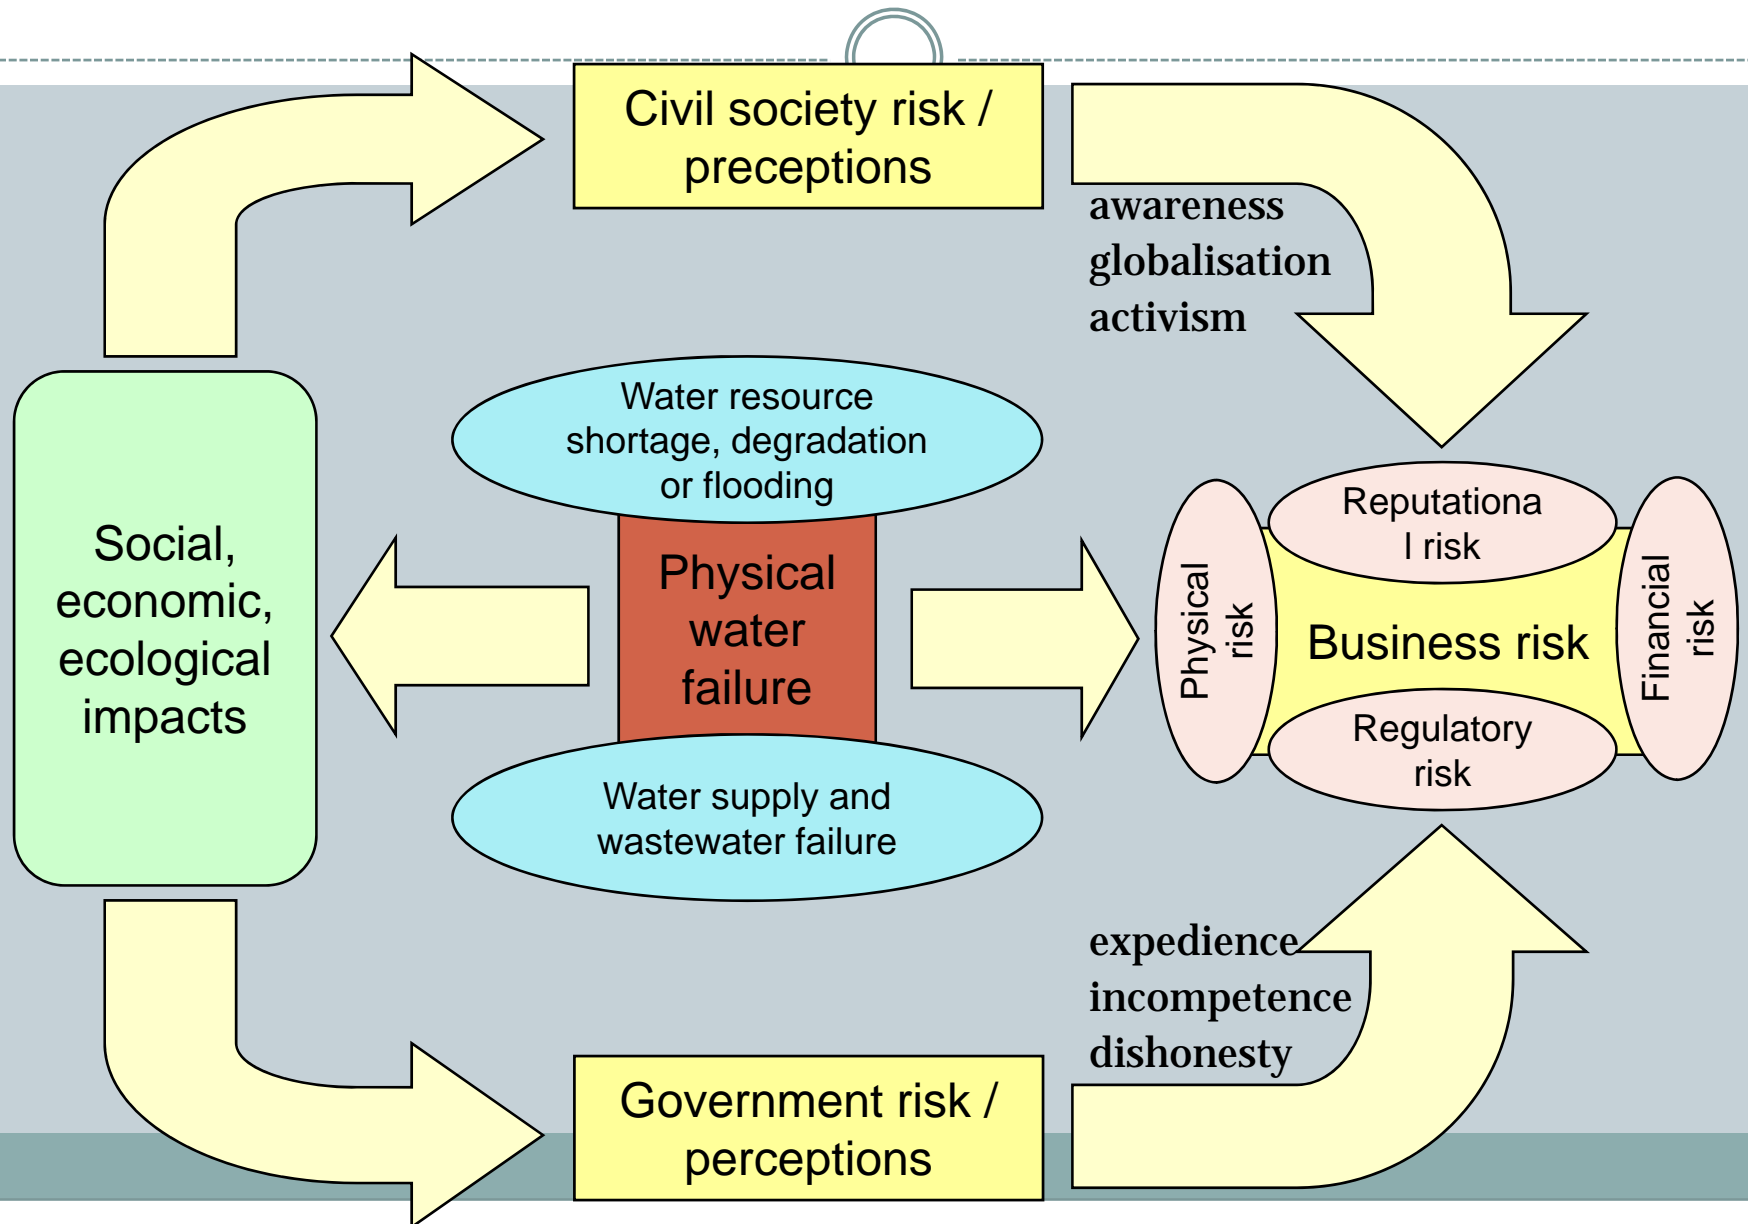 Civil society risk /
preceptions
awareness
globalisation
activism
Water resource
shortage, degradation
or flooding
Social,
economic,
ecological
impacts
Physical
water
failure
Physical
risk
Reputationa
l risk
Business risk
Financial
risk
Regulatory
risk
Water supply and
wastewater failure
expedience
incompetence
dishonesty
Government risk /
perceptions